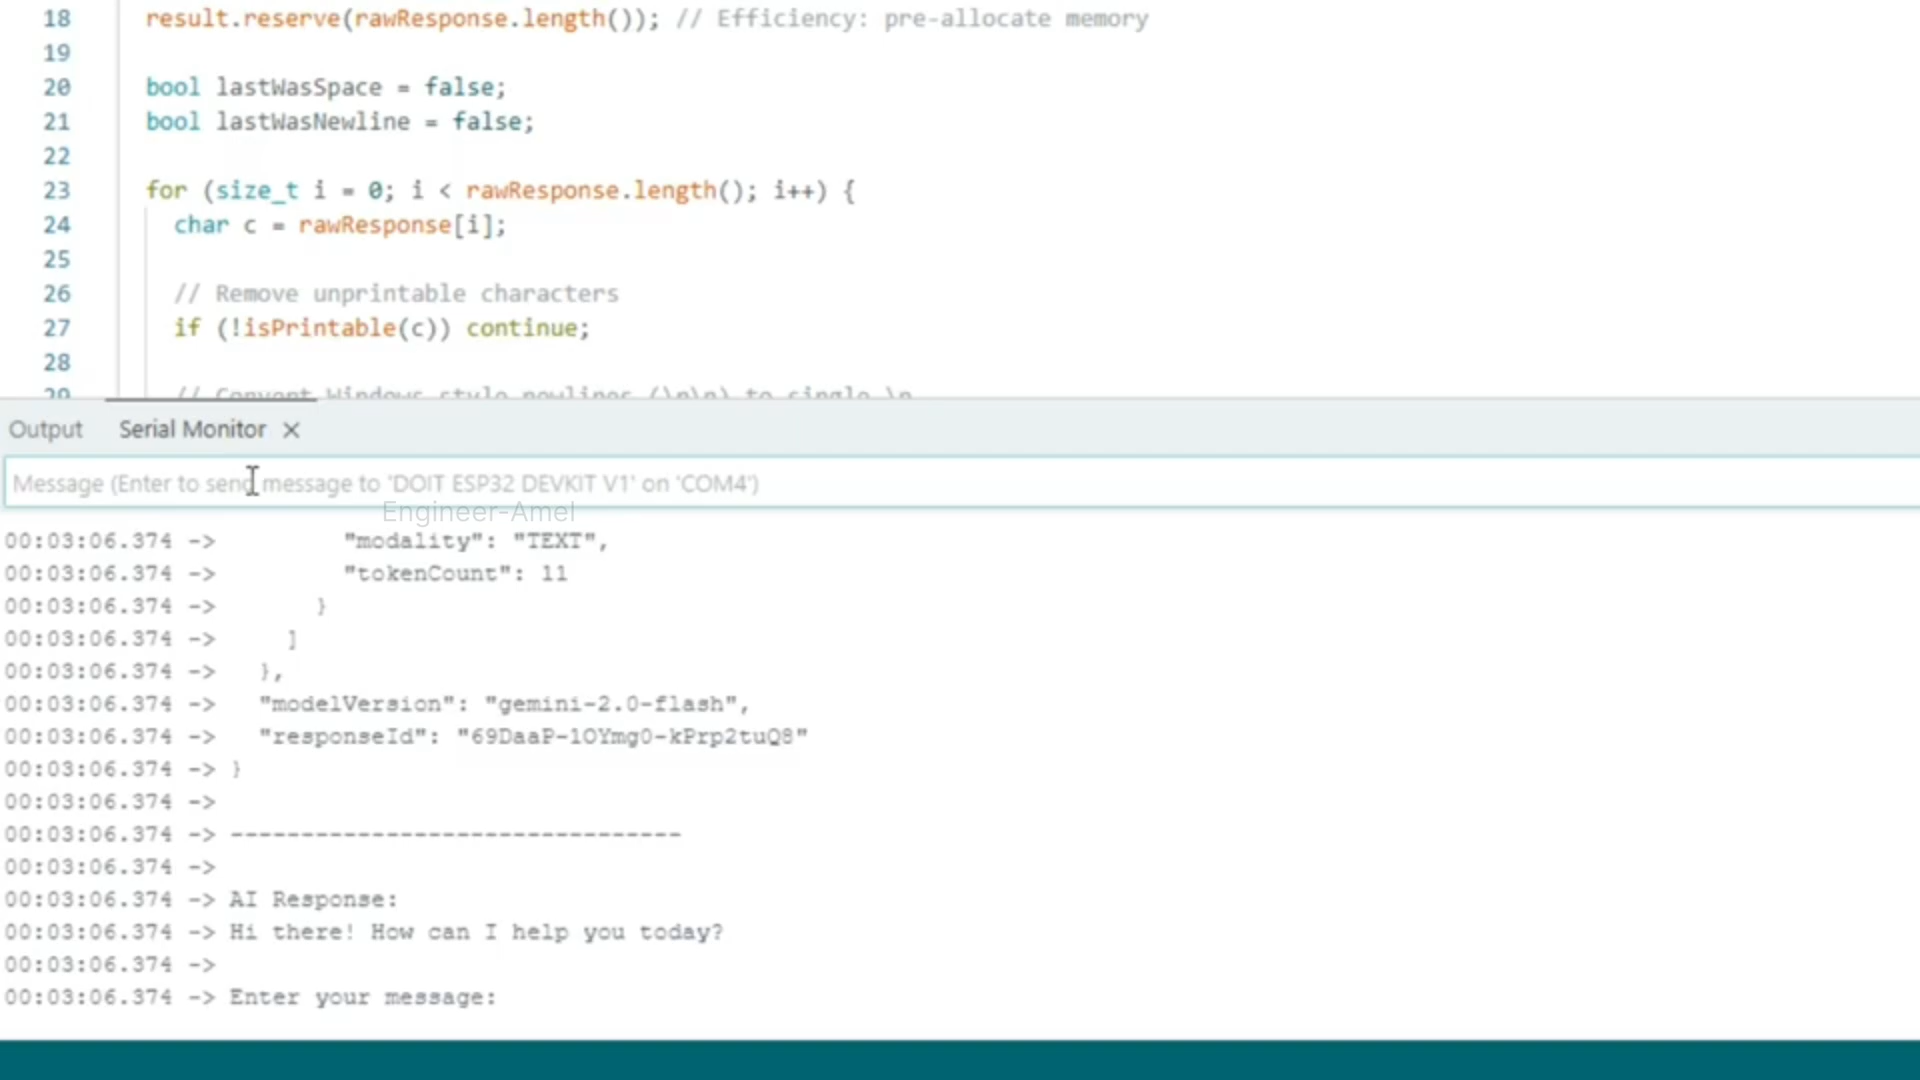 18 result.reserve(rawResponse.length()); // Efficiency: pre-allocate memory
19
20 bool lastWasSpace = false;
21 bool lastWasNewline = false;
22
23 for (size_t i = 0; i < rawResponse.length(); i++) {
24 char c = rawResponse[i];
25
26 // Remove unprintable characters
27 if (!isPrintable(c)) continue;
28
29 // Convert Windows-style newlines (\r\n) to single \n
Output Serial Monitor
Message (Enter to send message to 'DOIT ESP32 DEVKIT V1' on 'COM4')
Engineer-Amel
00:03:06.374 -> "modality": "TEXT",
00:03:06.374 -> "tokenCount": 11
00:03:06.374 -> }
00:03:06.374 -> ]
00:03:06.374 -> },
00:03:06.374 -> "modelVersion": "gemini-2.0-flash",
00:03:06.374 -> "responseId": "69DaaP-1OYmg0-kPrp2tuQ8"
00:03:06.374 -> }
00:03:06.374 ->
00:03:06.374 -> --------------------------------
00:03:06.374 ->
00:03:06.374 -> AI Response:
00:03:06.374 -> Hi there! How can I help you today?
00:03:06.374 ->
00:03:06.374 -> Enter your message: